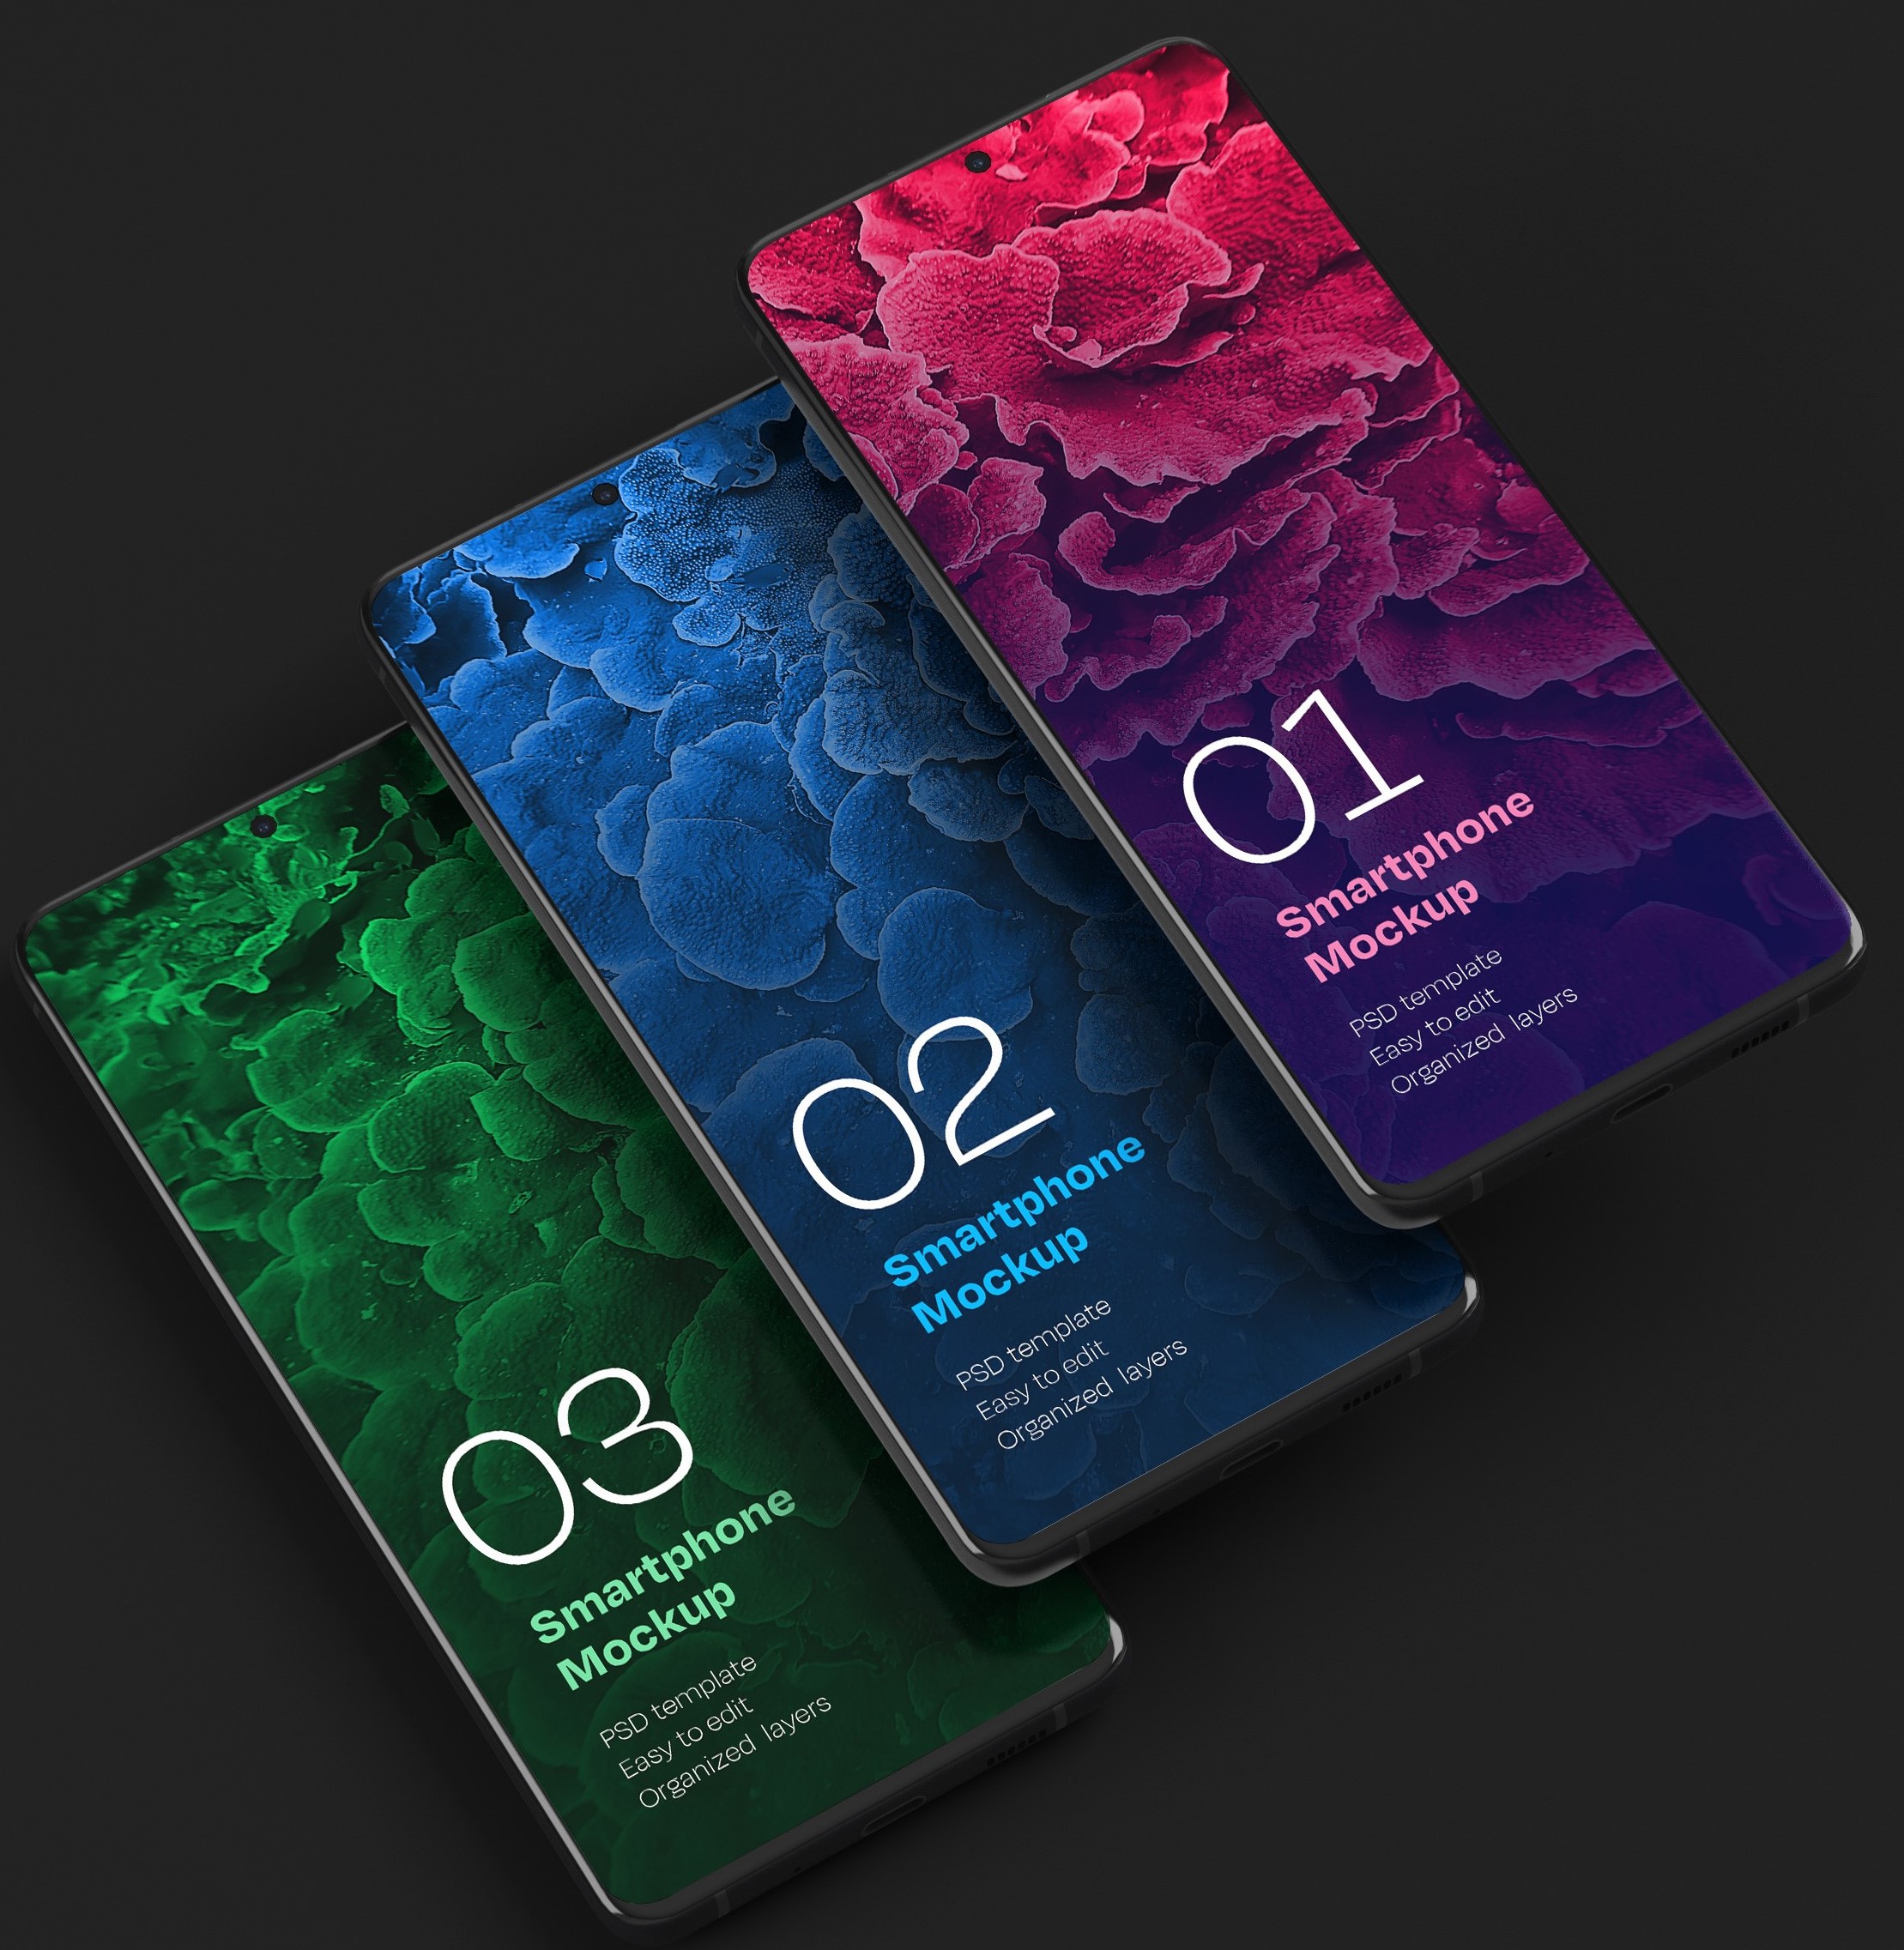 01
Smartphone
Mockup
PSD template
Easy to edit
Organized layers
02
Smartphone
Mockup
PSD template
Easy to edit
Organized layers
03
Smartphone
Mockup
PSD template
Easy to edit
Organized layers